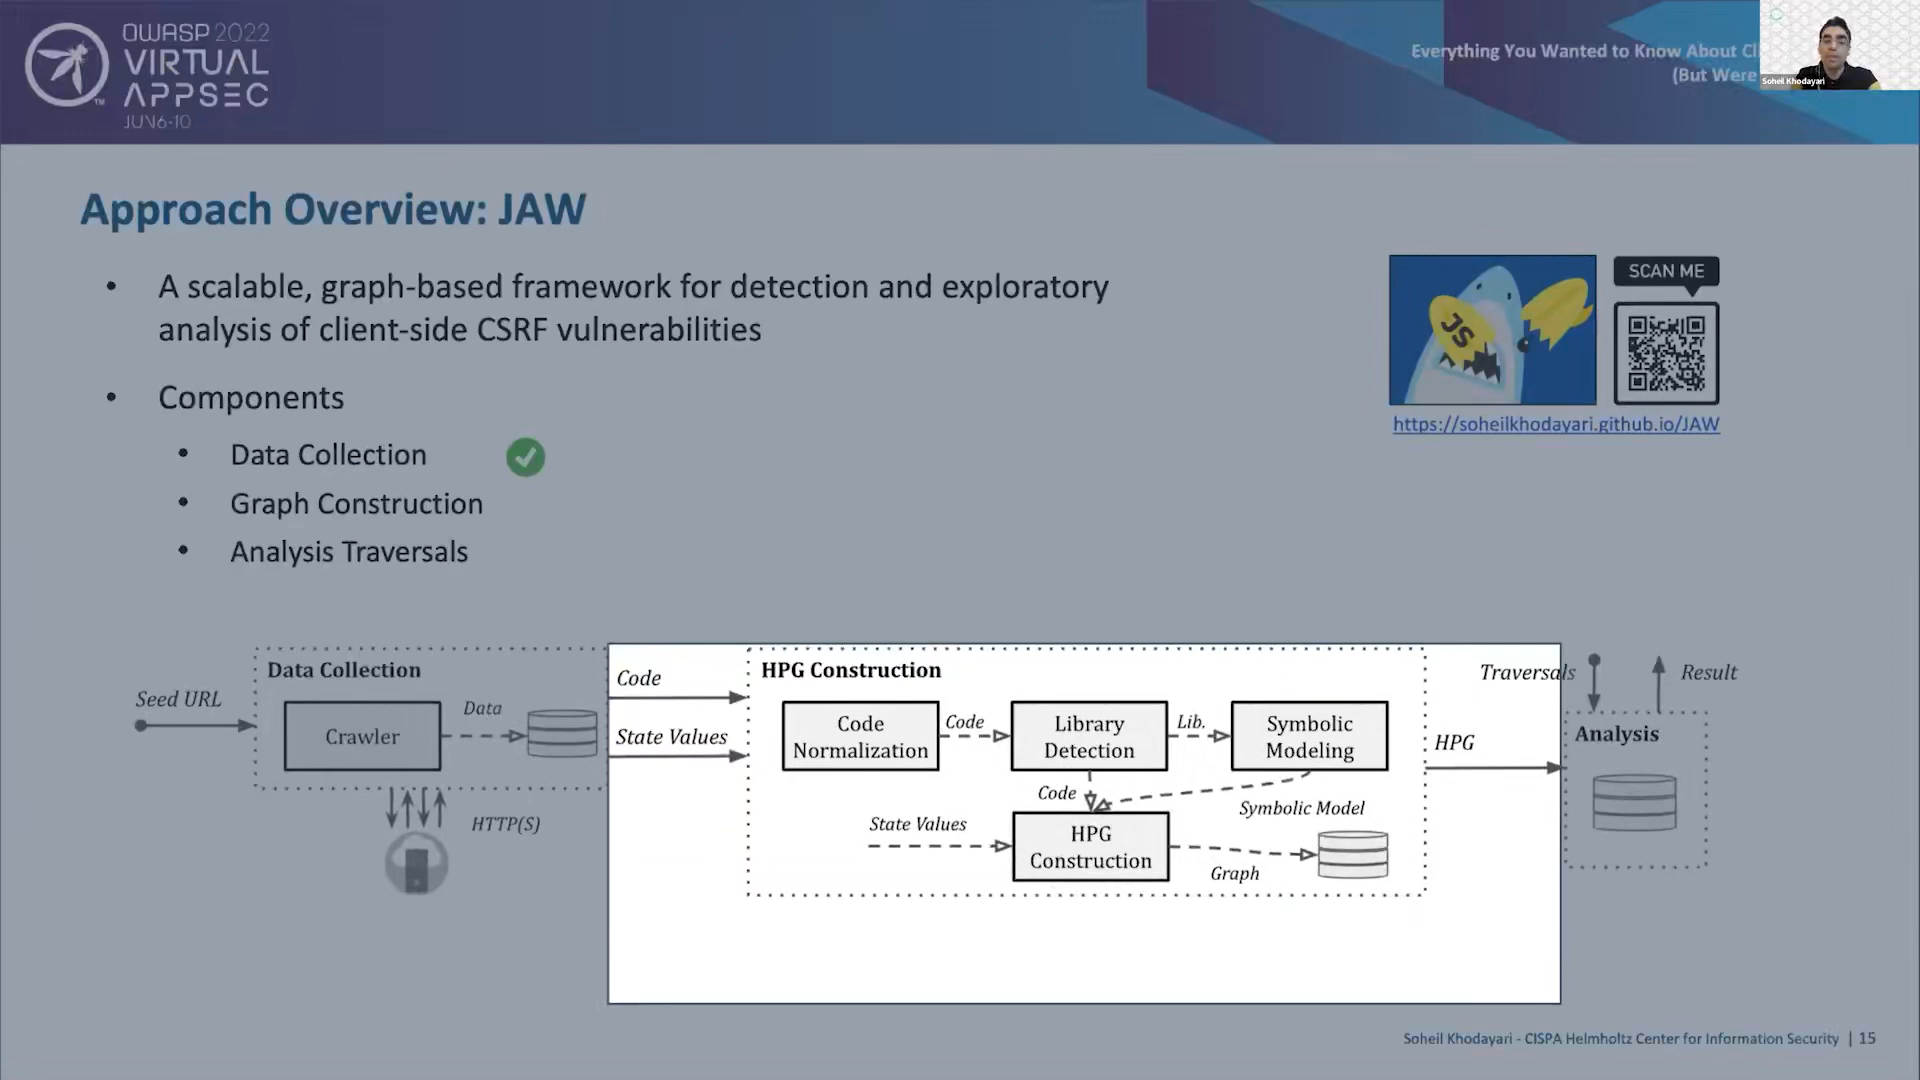 OWASP 2022
VIRTUAL
APPSEC
JUN 6-10
Everything You Wanted to Know About
(But Were
Soheil Khodayari
Approach Overview: JAW
• A scalable, graph-based framework for detection and exploratory
analysis of client-side CSRF vulnerabilities
• Components
• Data Collection
• Graph Construction
• Analysis Traversals
JS
SCAN ME
https://soheilkhodayari.github.io/JAW
Seed URL
Data Collection
Crawler
Data
HTTP(S)
Code
State Values
HPG Construction
Code
Normalization
Code
Library
Detection
Lib.
Symbolic
Modeling
Code
Symbolic Model
State Values
HPG
Construction
Graph
HPG
Traversals
Result
Analysis
Soheil Khodayari - CISPA Helmholtz Center for Information Security | 15